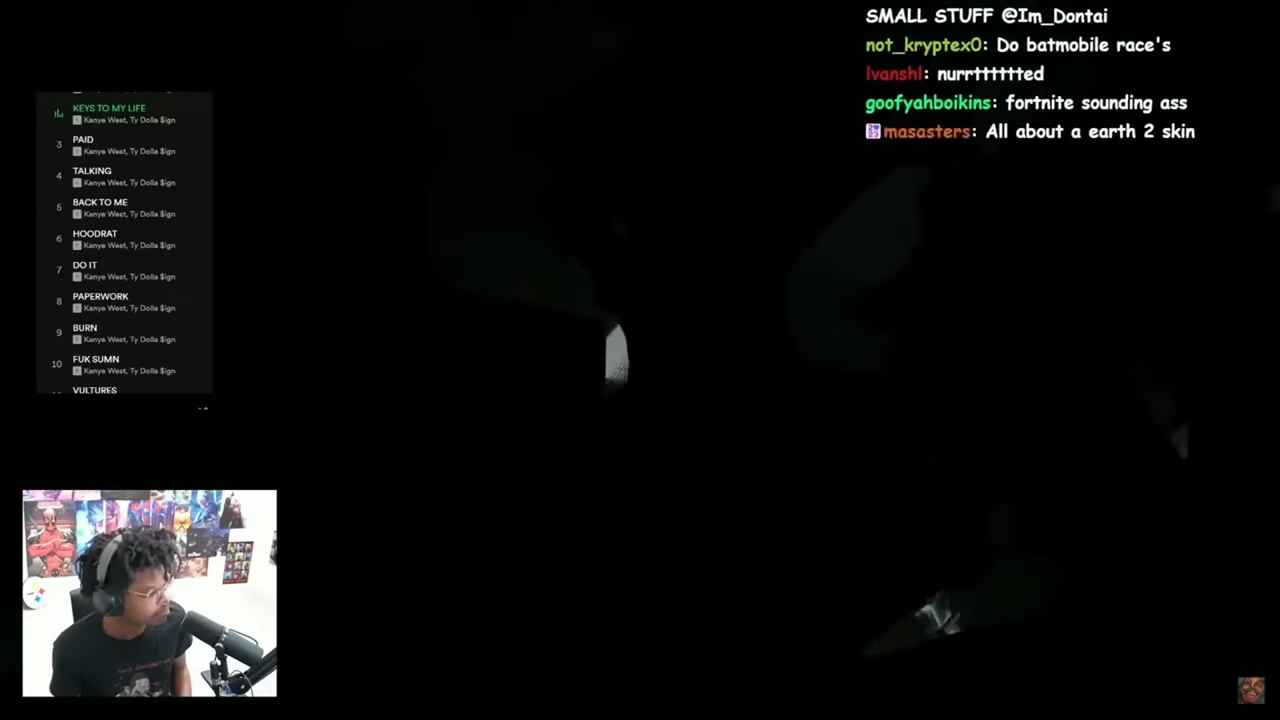 SMALL STUFF @Im_Dontai
not_kryptex0: Do batmobile race's
lvanshl: nurrttttttted
goofyahboikins: fortnite sounding ass
masasters: All about a earth 2 skin
KEYS TO MY LIFE
Kanye West, Ty Dolla $ign
3 PAID
Kanye West, Ty Dolla $ign
4 TALKING
Kanye West, Ty Dolla $ign
5 BACK TO ME
Kanye West, Ty Dolla $ign
6 HOODRAT
Kanye West, Ty Dolla $ign
7 DO IT
Kanye West, Ty Dolla $ign
8 PAPERWORK
Kanye West, Ty Dolla $ign
9 BURN
Kanye West, Ty Dolla $ign
10 FUK SUMN
Kanye West, Ty Dolla $ign
VULTURES